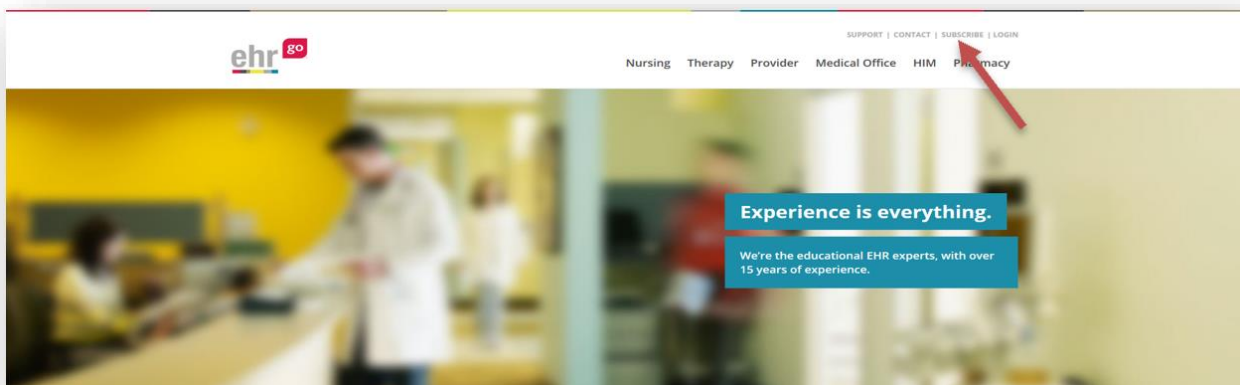 SUPPORT | CONTACT | SUBSCRIBE | LOGIN
ehr go
Nursing Therapy Provider Medical Office HIM Pharmacy
Experience is everything.
We're the educational EHR experts, with over
15 years of experience.